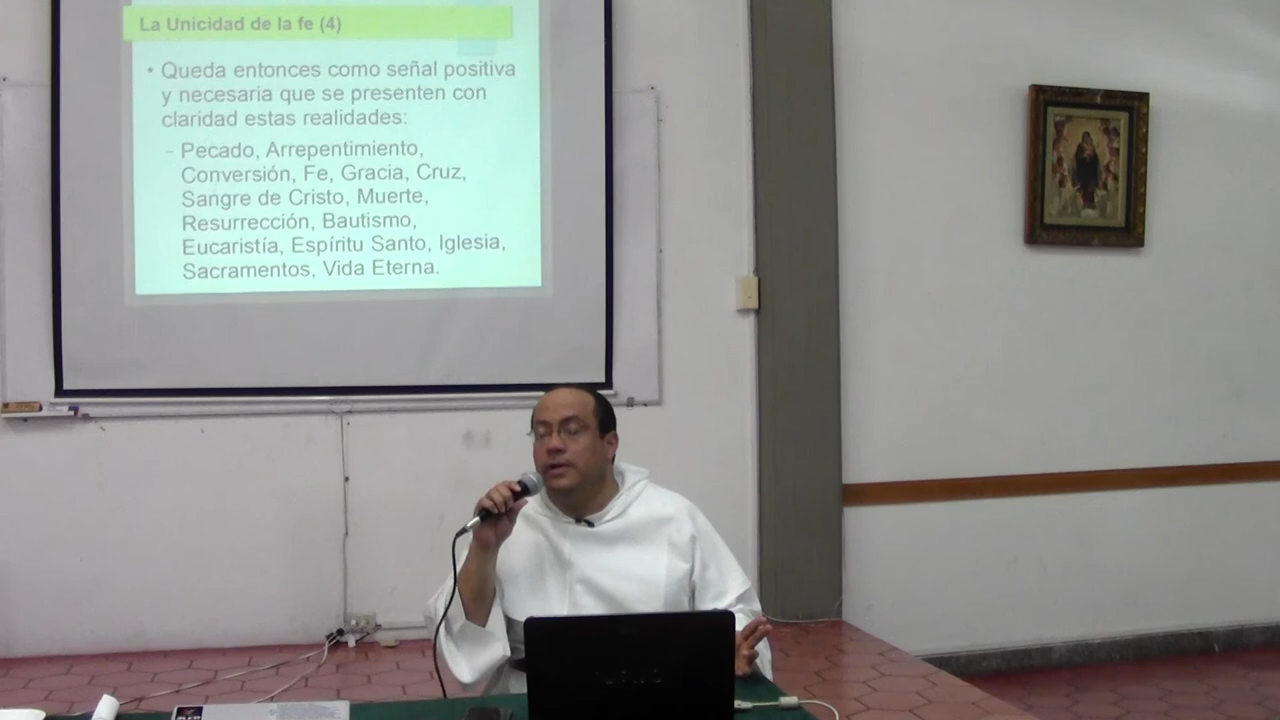 La Unicidad de la fe (4)
• Queda entonces como señal positiva
y necesaria que se presenten con
claridad estas realidades:
– Pecado, Arrepentimiento,
Conversión, Fe, Gracia, Cruz,
Sangre de Cristo, Muerte,
Resurrección, Bautismo,
Eucaristía, Espíritu Santo, Iglesia,
Sacramentos, Vida Eterna.